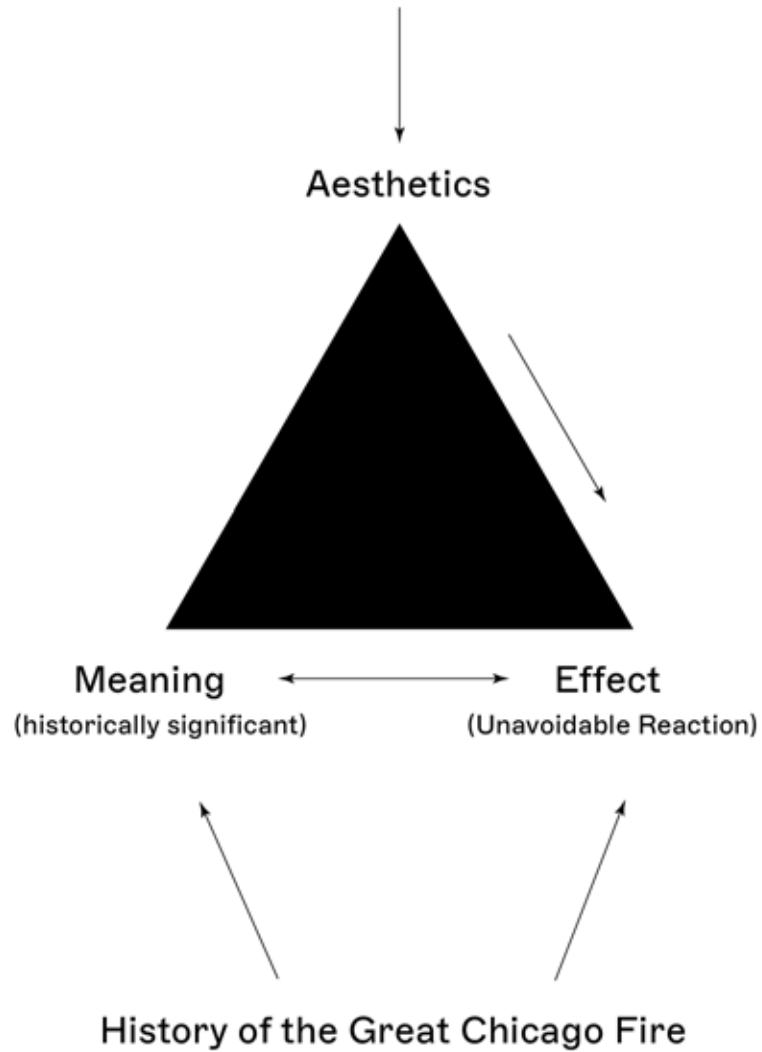 Aesthetics
Meaning
Effect
(historically significant)
(Unavoidable Reaction)
History of the Great Chicago Fire